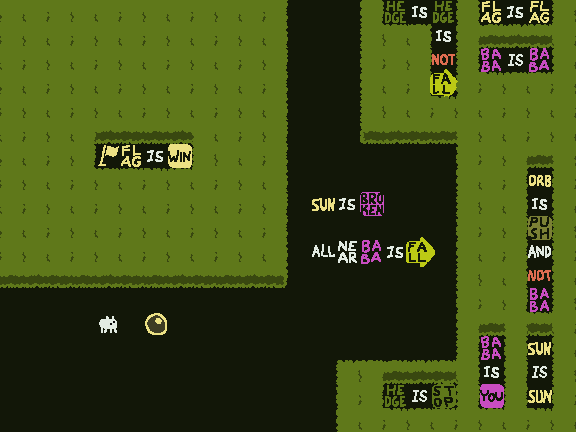 HEDGE IS HEDGE
FLAG IS FLAG
IS
NOT
FALL
BABA IS BABA
FLAG IS WIN
ORB
IS
PUSH
AND
NOT
BABA
SUN IS BROKEN
ALL NEAR BABA IS FALL
BABA
IS
YOU
SUN
IS
SUN
HEDGE IS STOP